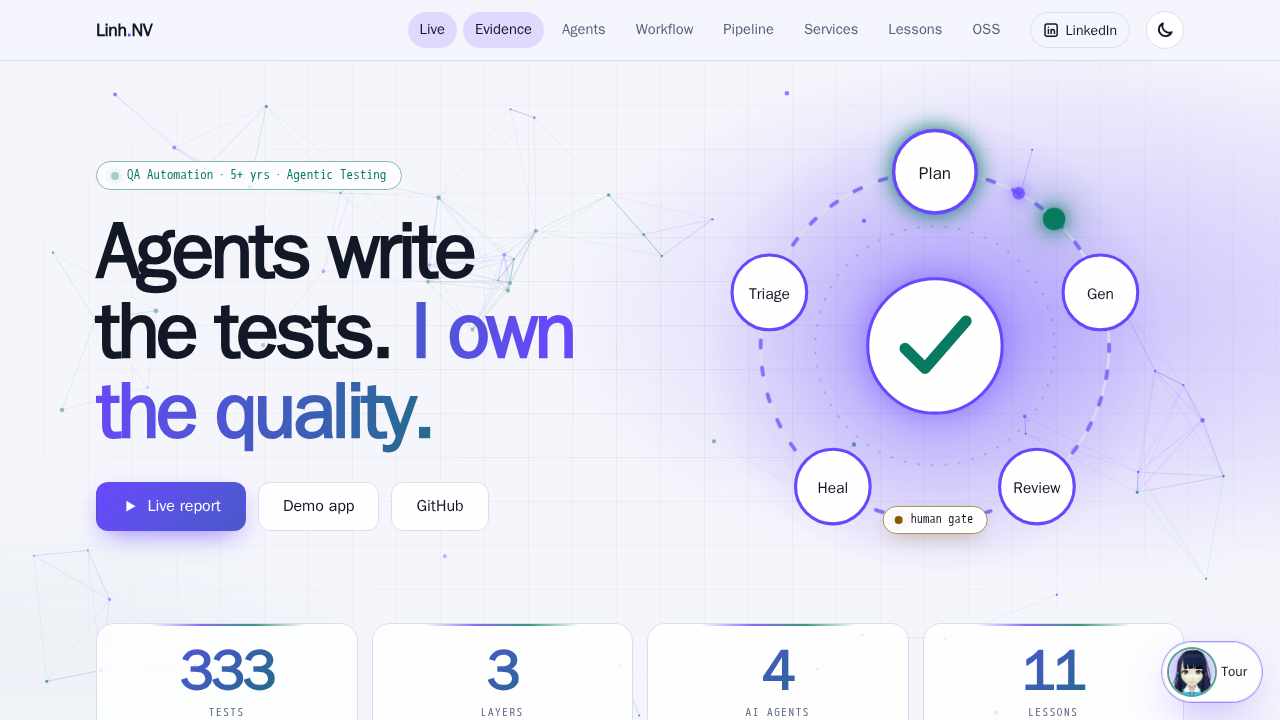 Linh.NV
Live
Evidence
Agents
Workflow
Pipeline
Services
Lessons
OSS
LinkedIn
QA Automation · 5+ yrs · Agentic Testing
Agents write
the tests. I own
the quality.
Live report
Demo app
GitHub
Plan
Triage
Gen
Heal
Review
human gate
333
TESTS
3
LAYERS
4
AI AGENTS
11
LESSONS
Tour